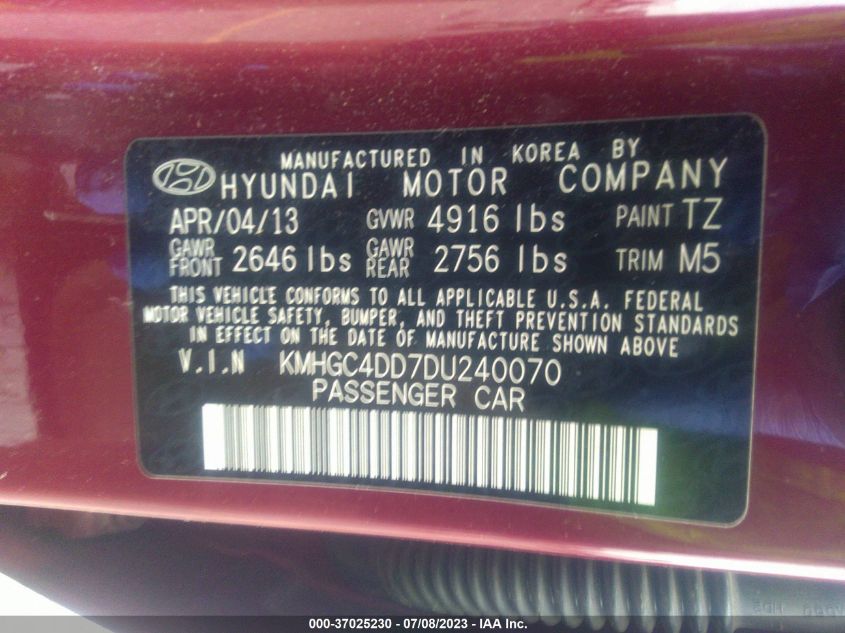 MANUFACTURED IN KOREA BY
HYUNDAI MOTOR COMPANY
APR/04/13 GVWR 4916 lbs PAINT TZ
GAWR FRONT 2646 lbs GAWR REAR 2756 lbs TRIM M5
THIS VEHICLE CONFORMS TO ALL APPLICABLE U.S.A. FEDERAL
MOTOR VEHICLE SAFETY, BUMPER, AND THEFT PREVENTION STANDARDS
IN EFFECT ON THE DATE OF MANUFACTURE SHOWN ABOVE
V.I.N KMHGC4DD7DU240070
PASSENGER CAR
000-37025230 - 07/08/2023 - IAA Inc.